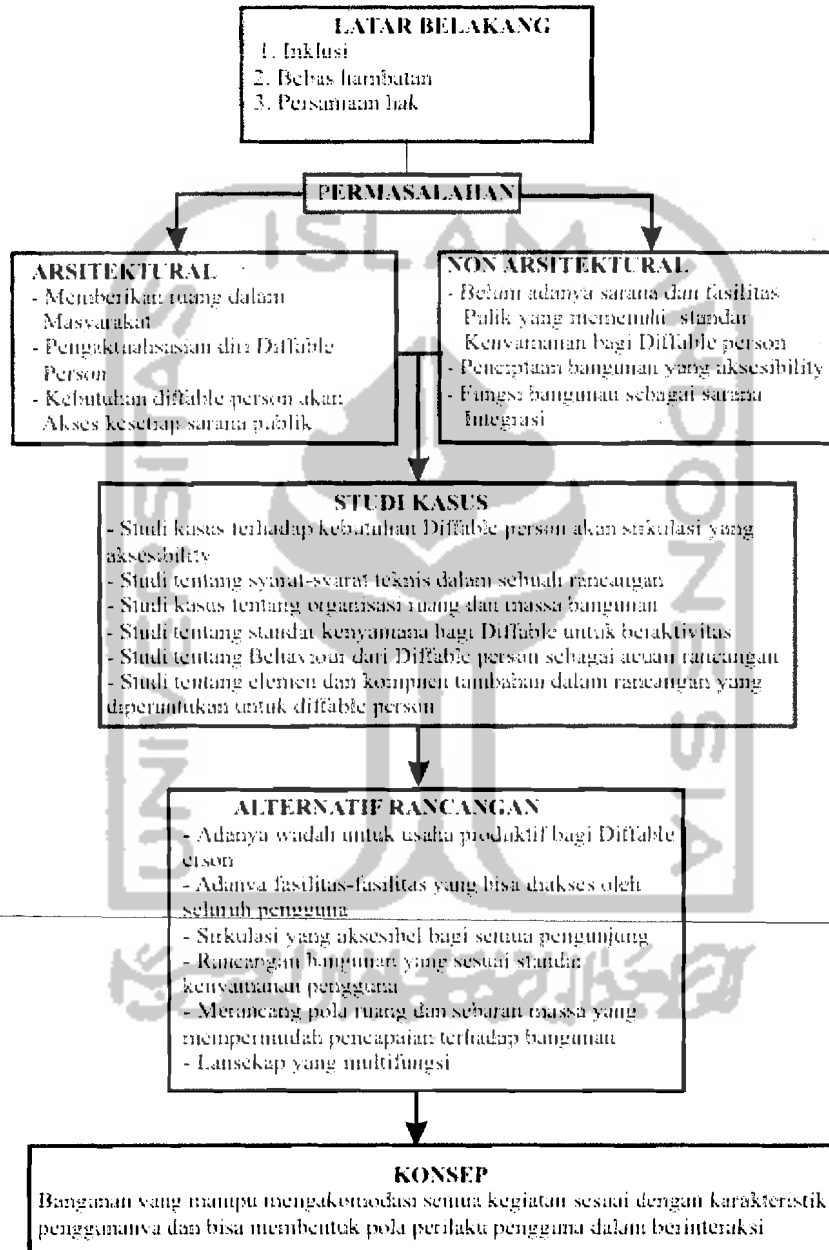 LATAR BELAKANG
1. Inklusi
2. Bebas hambatan
3. Persamaan hak
PERMASALAHAN
ARSITEKTURAL
- Memberikan ruang dalam
Masyarakat
- Pengaktualisasian diri Diffable
Person
- Kebutuhan diffable person akan
Akses kesetiap sarana publik
NON ARSITEKTURAL
- Belum adanya sarana dan fasilitas
Pulik yang memenuhi standar
Kenyamanan bagi Diffable person
- Penciptaan bangunan yang aksesibility
- Fungsi bangunan sebagai sarana
Integrasi
STUDI KASUS
- Studi kasus terhadap kebutuhan Diffable person akan sirkulasi yang
aksesibility
- Studi tentang syarat-syarat teknis dalam sebuah rancangan
- Studi kasus tentang organisasi ruang dan massa bangunan
- Studi tentang standar kenyamana bagi Diffable untuk beraktivitas
- Studi tentang Behaviour dari Diffable person sebagai acuan rancangan
- Studi tentang elemen dan kompnen tambahan dalam rancangan yang
diperuntukan untuk diffable person
ALTERNATIF RANCANGAN
- Adanya wadah untuk usaha produktif bagi Diffable
erson
- Adanya fasilitas-fasilitas yang bisa diakses oleh
seluruh pengguna
- Sirkulasi yang aksesibel bagi semua pengunjung
- Rancangan bangunan yang sesuai standar
kenyamanan pengguna
- Merancang pola ruang dan sebaran massa yang
mempermudah pencapaian terhadap bangunan
- Lansekap yang multifungsi
KONSEP
Bangunan yang mampu mengakomodasi semua kegiatan sesuai dengan karakteristik
penggunanya dan bisa membentuk pola perilaku pengguna dalam berinteraksi
UNIVERSITAS
ISLAM
INDONESIA